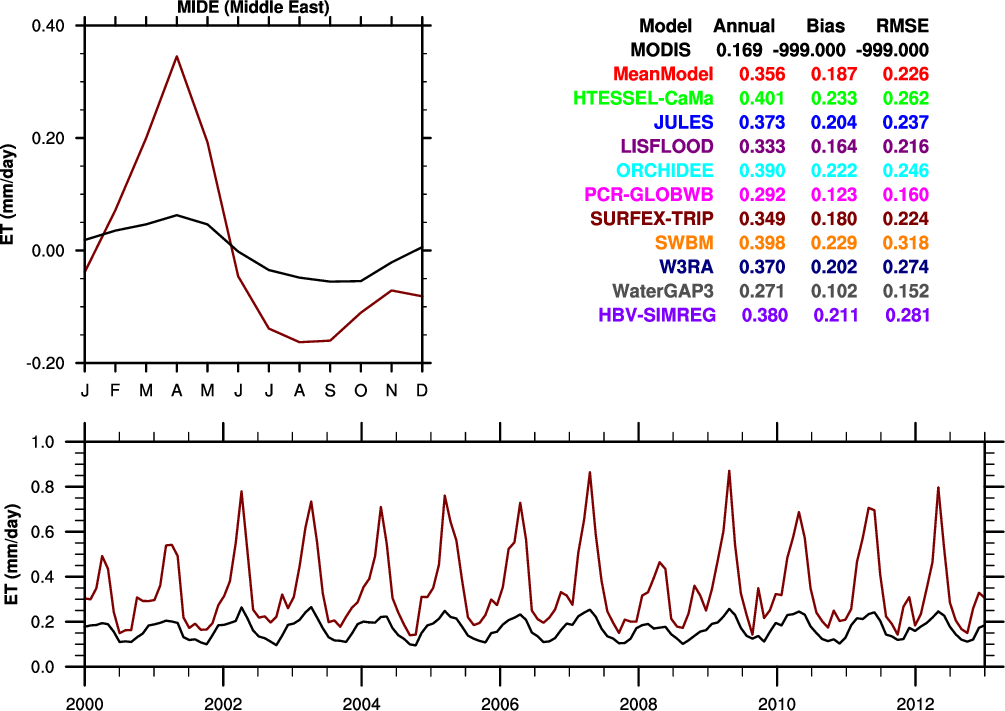 MIDE (Middle East)
0.40
0.20
0.00
-0.20
ET (mm/day)
J F M A M J J A S O N D
Model Annual Bias RMSE
MODIS 0.169 -999.000 -999.000
MeanModel 0.356 0.187 0.226
HTESSEL-CaMa 0.401 0.233 0.262
JULES 0.373 0.204 0.237
LISFLOOD 0.333 0.164 0.216
ORCHIDEE 0.390 0.222 0.246
PCR-GLOBWB 0.292 0.123 0.160
SURFEX-TRIP 0.349 0.180 0.224
SWBM 0.398 0.229 0.318
W3RA 0.370 0.202 0.274
WaterGAP3 0.271 0.102 0.152
HBV-SIMREG 0.380 0.211 0.281
1.0
0.8
0.6
0.4
0.2
0.0
ET (mm/day)
2000 2002 2004 2006 2008 2010 2012